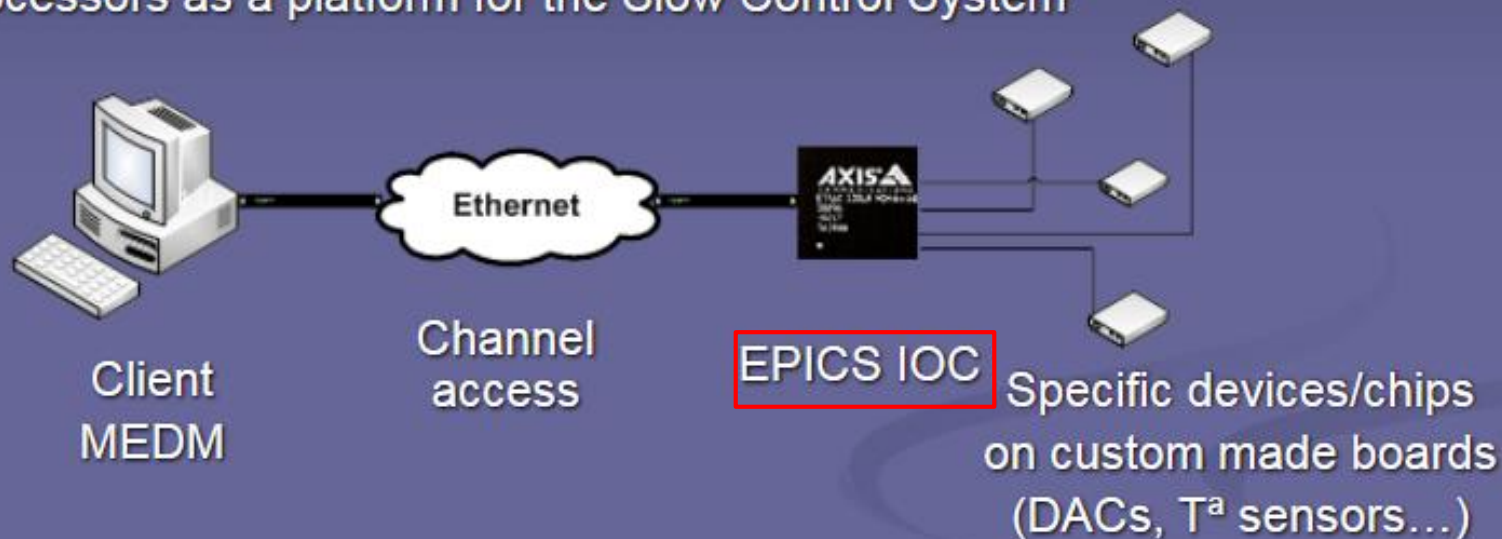 ocessors as a platform for the Slow Control System
AXIS
Ethernet
Channel
access
EPICS IOC
Client
MEDM
Specific devices/chips
on custom made boards
(DACs, Tª sensors…)